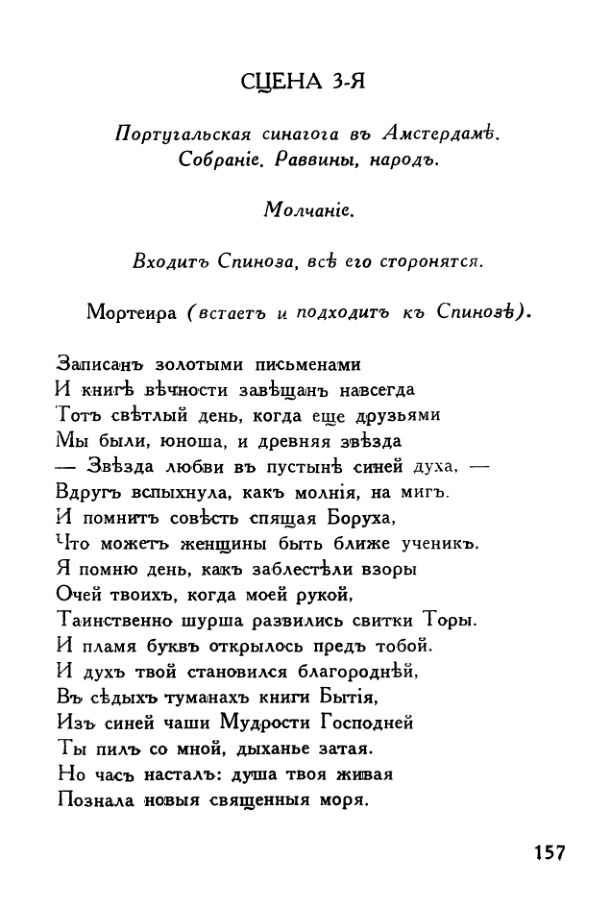 СЦЕНА 3-Я
Португальская синагога въ Амстердамѣ.
Собраніе. Раввины, народъ.
Молчаніе.
Входитъ Спиноза, всѣ его сторонятся.
Мортеира (встаетъ и подходитъ къ Спинозѣ).
Записанъ золотыми письменами
И книгѣ вѣчности завѣщанъ навсегда
Тотъ свѣтлый день, когда еще друзьями
Мы были, юноша, и древняя звѣзда
— Звѣзда любви въ пустынѣ синей духа, —
Вдругъ вспыхнула, какъ молнія, на мигъ.
И помнитъ совѣсть спящая Боруха,
Что можетъ женщины быть ближе ученикъ.
Я помню день, какъ заблестѣли взоры
Очей твоихъ, когда моей рукой,
Таинственно шурша развились свитки Торы.
И пламя буквъ открылось предъ тобой.
И духъ твой становился благороднѣй,
Въ сѣдыхъ туманахъ книги Бытія,
Изъ синей чаши Мудрости Господней
Ты пилъ со мной, дыханье затая.
Но часъ насталъ: душа твоя живая
Познала новыя священныя моря.
157